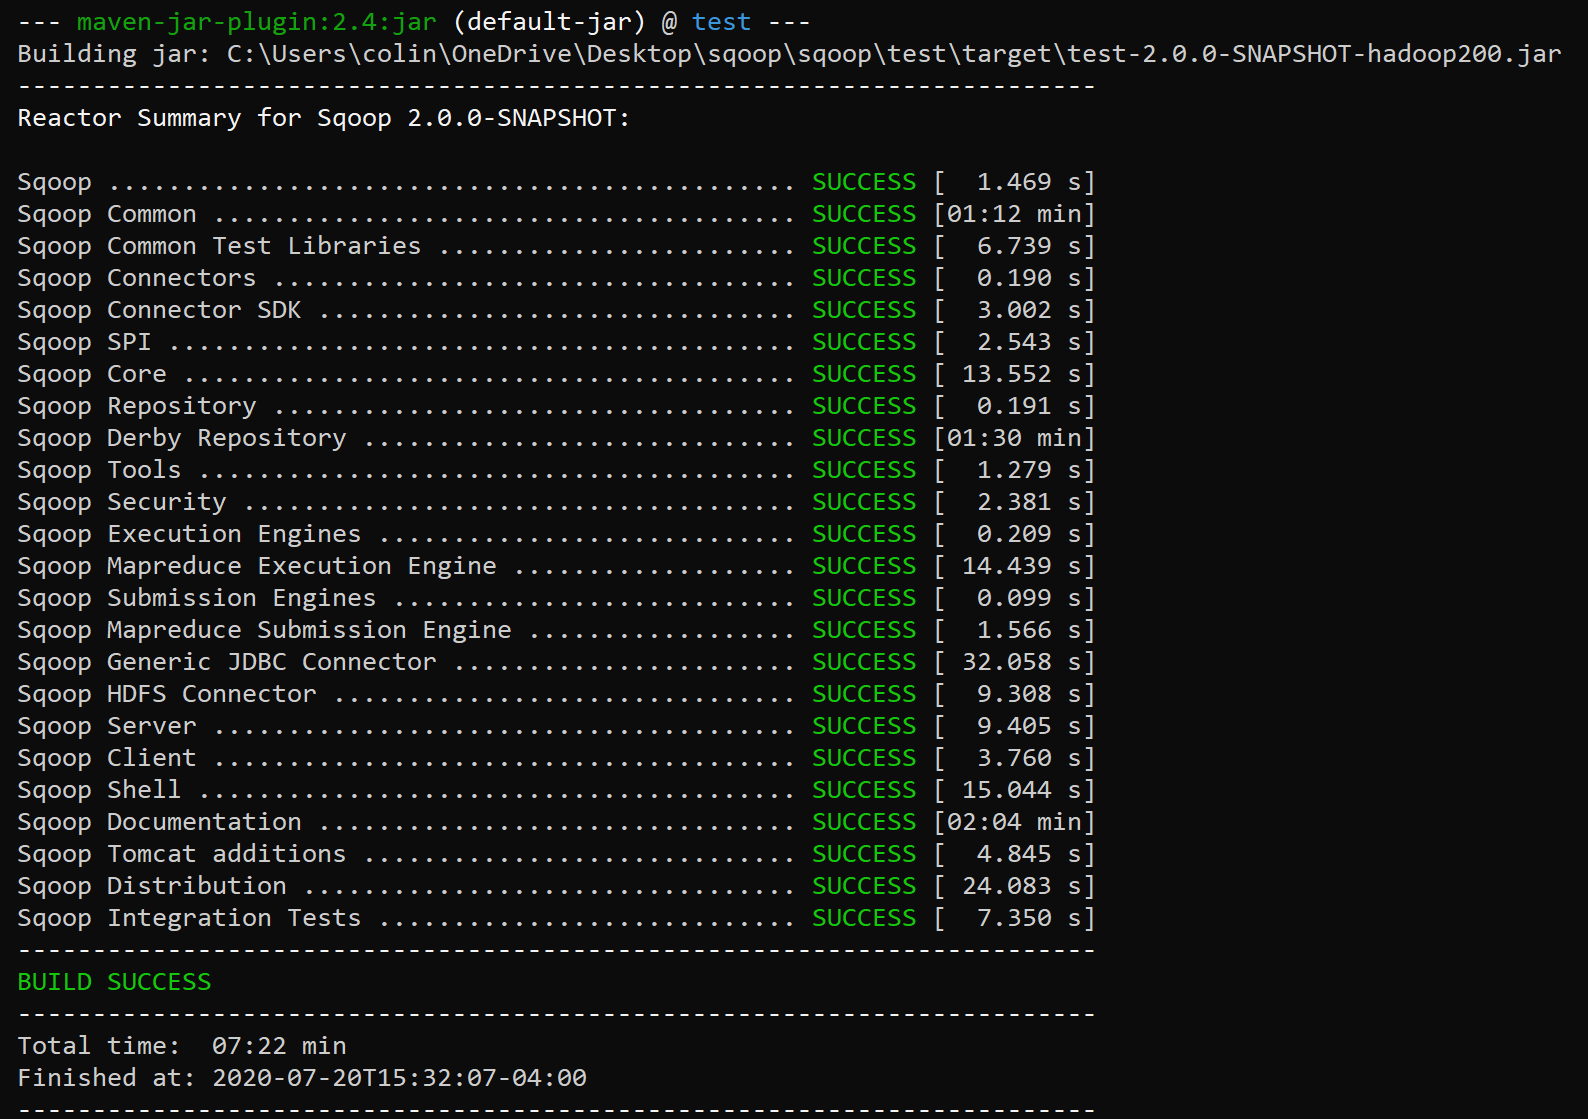 --- maven-jar-plugin:2.4:jar (default-jar) @ test ---
Building jar: C:\Users\colin\OneDrive\Desktop\sqoop\sqoop\test\target\test-2.0.0-SNAPSHOT-hadoop200.jar
------------------------------------------------------------------------
Reactor Summary for Sqoop 2.0.0-SNAPSHOT:

Sqoop .............................................. SUCCESS [  1.469 s]
Sqoop Common ....................................... SUCCESS [01:12 min]
Sqoop Common Test Libraries ........................ SUCCESS [  6.739 s]
Sqoop Connectors ................................... SUCCESS [  0.190 s]
Sqoop Connector SDK ................................ SUCCESS [  3.002 s]
Sqoop SPI .......................................... SUCCESS [  2.543 s]
Sqoop Core ......................................... SUCCESS [ 13.552 s]
Sqoop Repository ................................... SUCCESS [  0.191 s]
Sqoop Derby Repository ............................. SUCCESS [01:30 min]
Sqoop Tools ........................................ SUCCESS [  1.279 s]
Sqoop Security ..................................... SUCCESS [  2.381 s]
Sqoop Execution Engines ............................ SUCCESS [  0.209 s]
Sqoop Mapreduce Execution Engine ................... SUCCESS [ 14.439 s]
Sqoop Submission Engines ........................... SUCCESS [  0.099 s]
Sqoop Mapreduce Submission Engine .................. SUCCESS [  1.566 s]
Sqoop Generic JDBC Connector ....................... SUCCESS [ 32.058 s]
Sqoop HDFS Connector ............................... SUCCESS [  9.308 s]
Sqoop Server ....................................... SUCCESS [  9.405 s]
Sqoop Client ....................................... SUCCESS [  3.760 s]
Sqoop Shell ........................................ SUCCESS [ 15.044 s]
Sqoop Documentation ................................ SUCCESS [02:04 min]
Sqoop Tomcat additions ............................. SUCCESS [  4.845 s]
Sqoop Distribution ................................. SUCCESS [ 24.083 s]
Sqoop Integration Tests ............................ SUCCESS [  7.350 s]
------------------------------------------------------------------------
BUILD SUCCESS
------------------------------------------------------------------------
Total time:  07:22 min
Finished at: 2020-07-20T15:32:07-04:00
------------------------------------------------------------------------